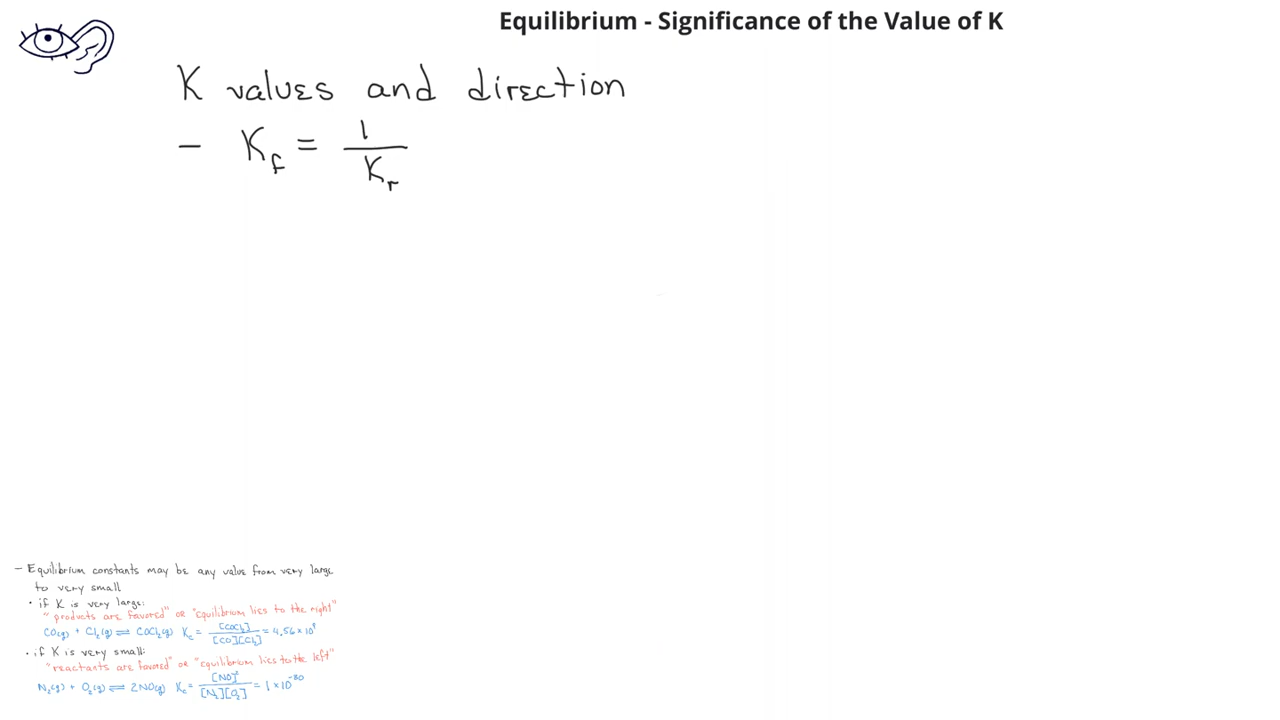 Equilibrium - Significance of the Value of K
K values and direction
- K_f = 1/K_r
- Equilibrium constants may be any value from very large
to very small
• if K is very large:
"products are favored" or "equilibrium lies to the right"
CO(g) + Cl₂(g) ⇌ COCl₂(g) K_c = [COCl₂]/[CO][Cl₂] = 4.56 × 10⁹
• if K is very small:
"reactants are favored" or "equilibrium lies to the left"
N₂(g) + O₂(g) ⇌ 2NO(g) K_c = [NO]²/[N₂][O₂] = 1 × 10⁻³⁰